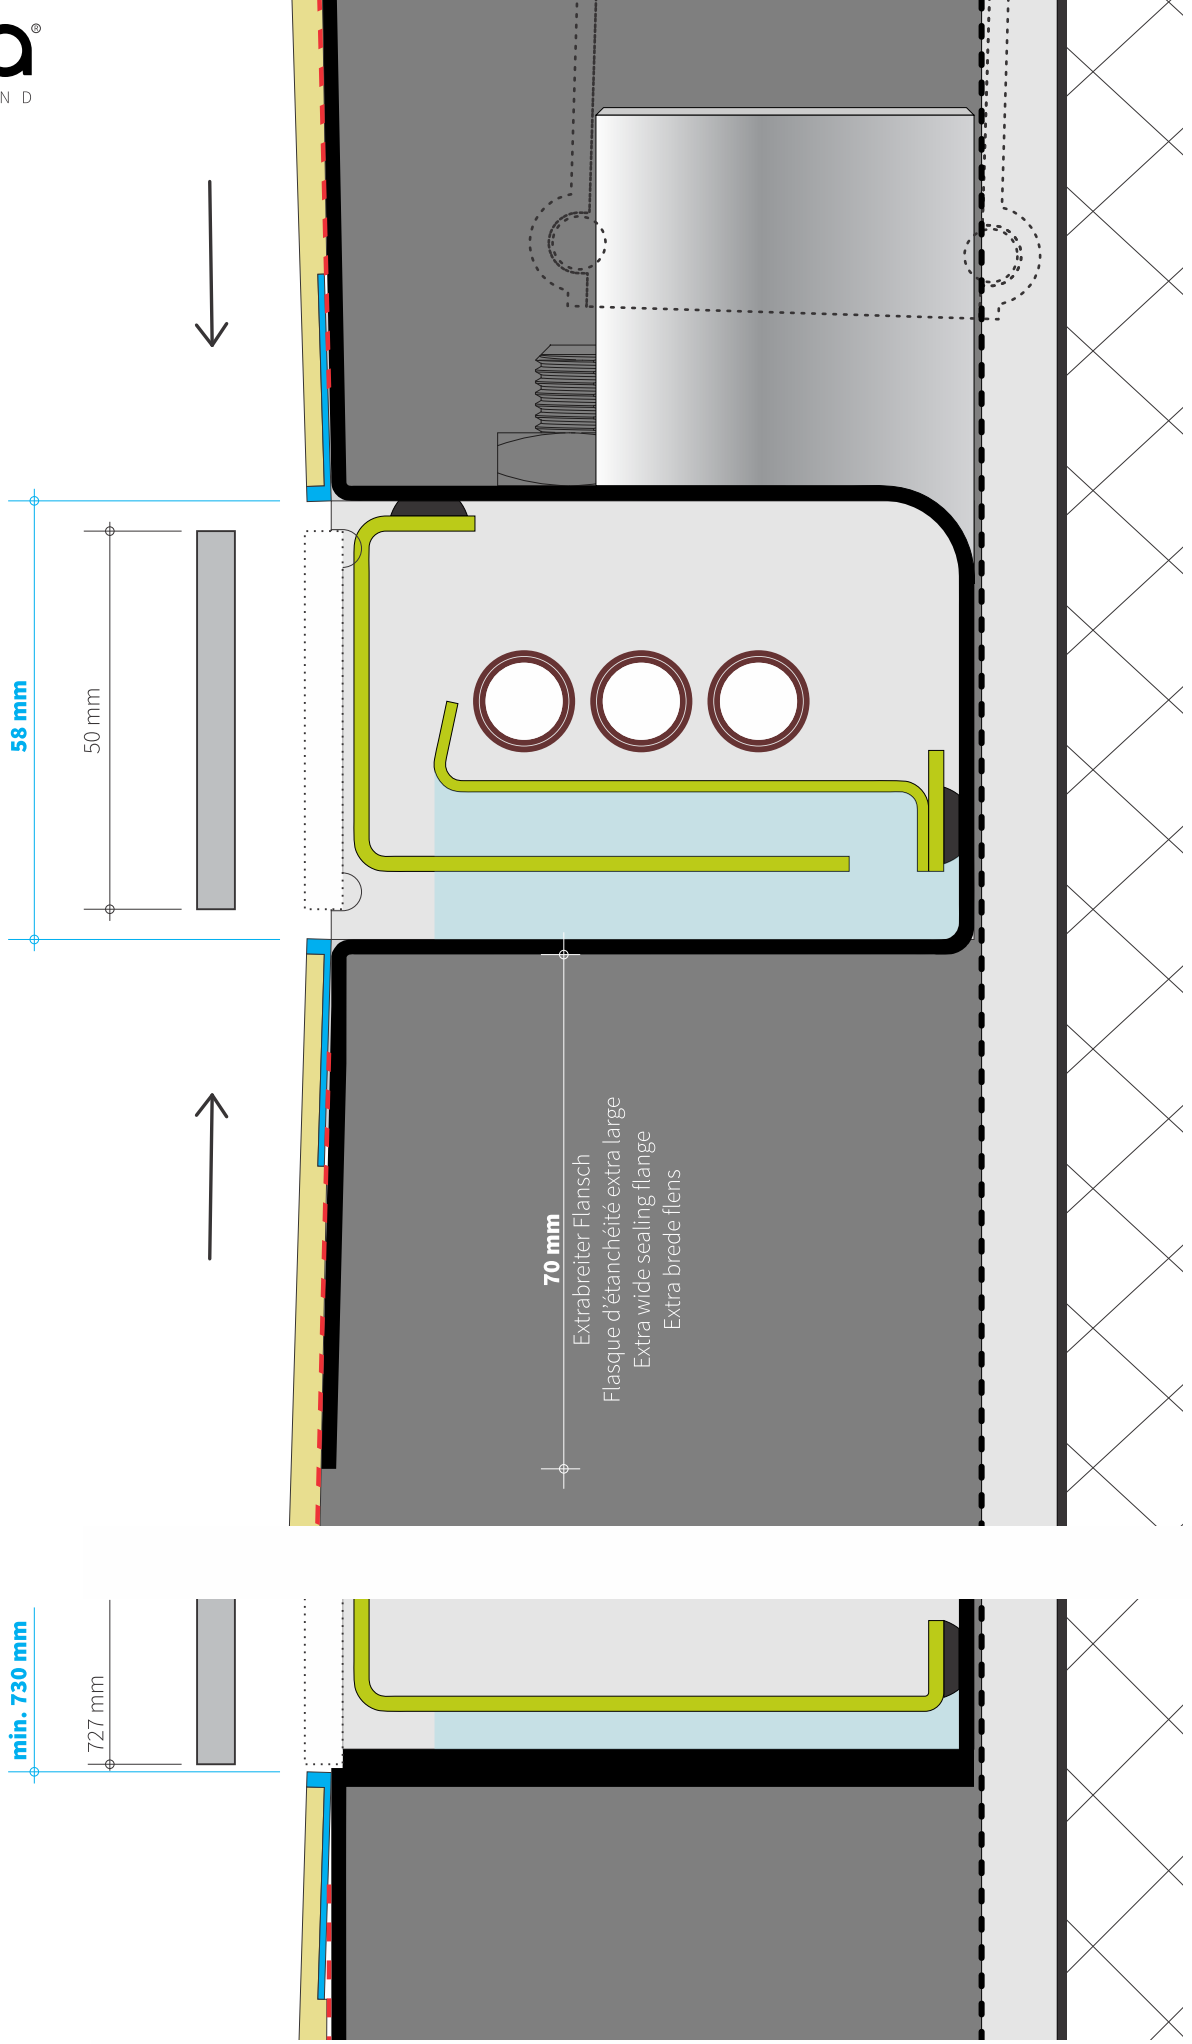 a®
N D
58 mm
50 mm
70 mm
Extrabreiter Flansch
Flasque d'étanchéité extra large
Extra wide sealing flange
Extra brede flens
min. 730 mm
727 mm